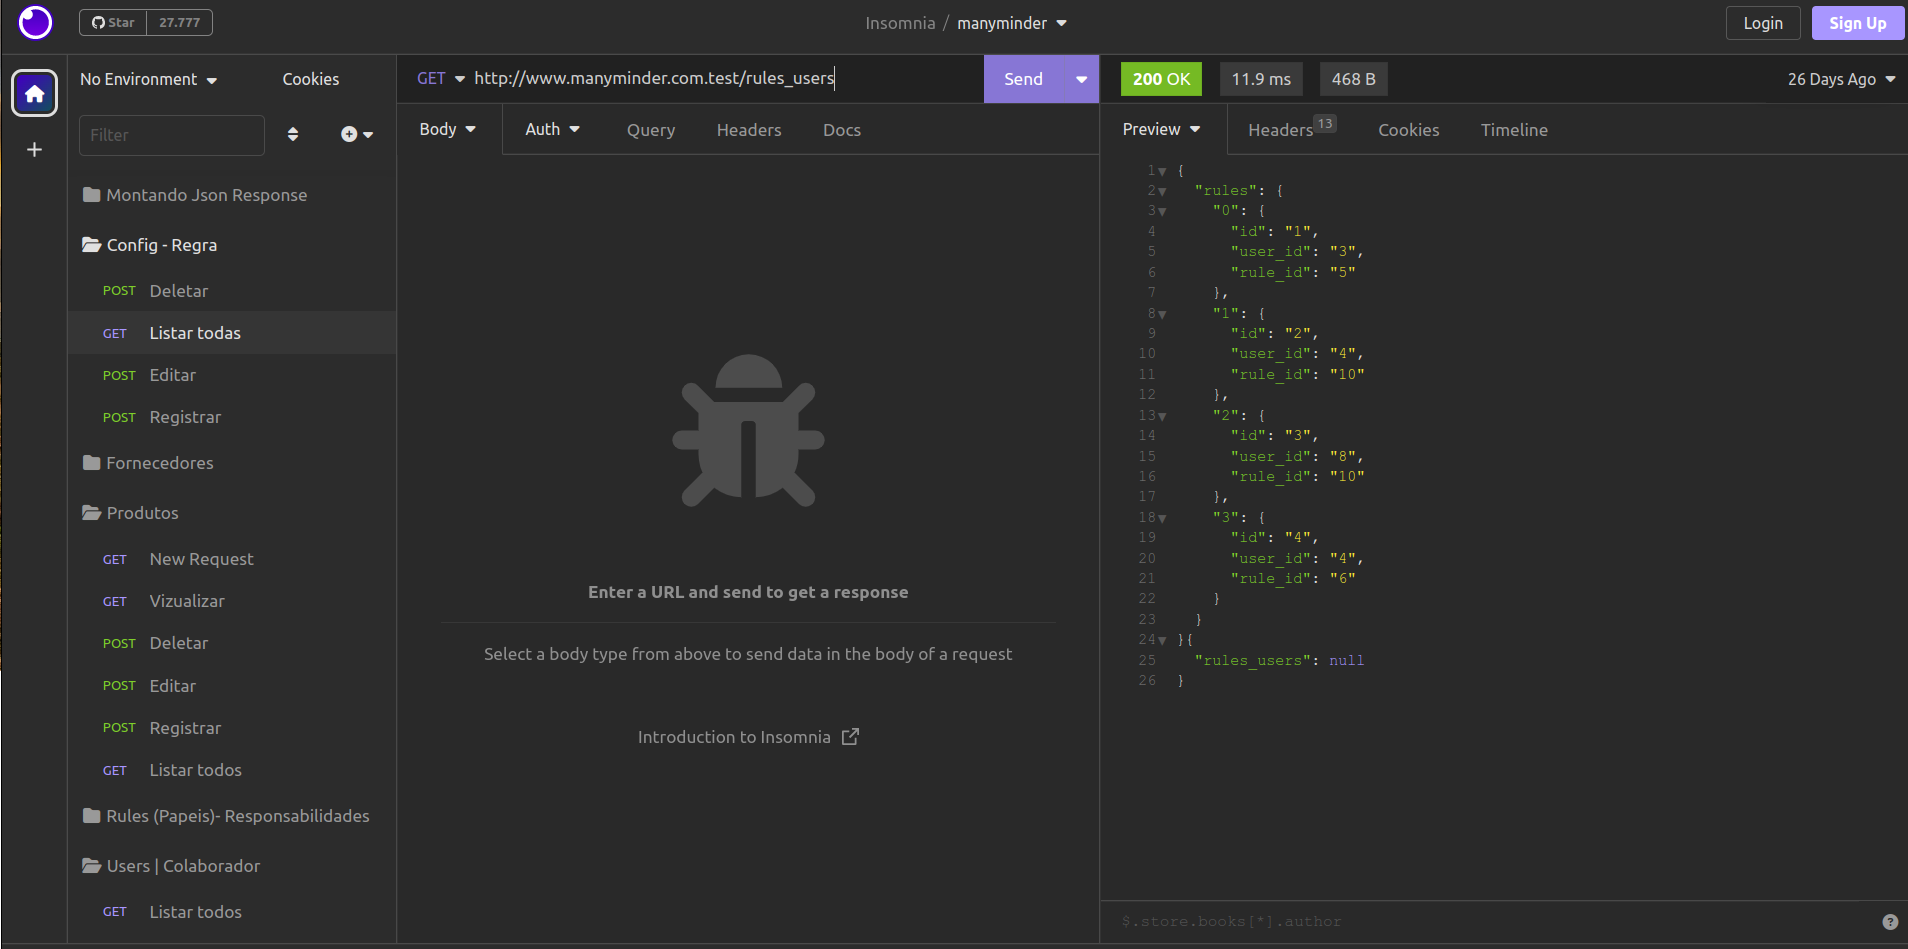 Star 27.777
Insomnia / manyminder
Login
Sign Up
No Environment
Cookies
Filter
Montando Json Response
Config - Regra
POST Deletar
GET Listar todas
POST Editar
POST Registrar
Fornecedores
Produtos
GET New Request
GET Vizualizar
POST Deletar
POST Editar
POST Registrar
GET Listar todos
Rules (Papeis)- Responsabilidades
Users | Colaborador
GET Listar todos
GET http://www.manyminder.com.test/rules_users
Send
Body Auth Query Headers Docs
Enter a URL and send to get a response
Select a body type from above to send data in the body of a request
Introduction to Insomnia
200 OK 11.9 ms 468 B 26 Days Ago
Preview Headers 13 Cookies Timeline
1 {
2 "rules": {
3 "0": {
4 "id": "1",
5 "user_id": "3",
6 "rule_id": "5"
7 },
8 "1": {
9 "id": "2",
10 "user_id": "4",
11 "rule_id": "10"
12 },
13 "2": {
14 "id": "3",
15 "user_id": "8",
16 "rule_id": "10"
17 },
18 "3": {
19 "id": "4",
20 "user_id": "4",
21 "rule_id": "6"
22 }
23 }
24 }{
25 "rules_users": null
26 }
$.store.books[*].author
?